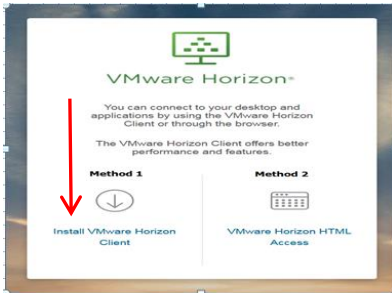 VMware Horizon®
You can connect to your desktop and
applications by using the VMware Horizon
Client or through the browser.
The VMware Horizon Client offers better
performance and features.
Method 1
Install VMware Horizon
Client
Method 2
VMware Horizon HTML
Access